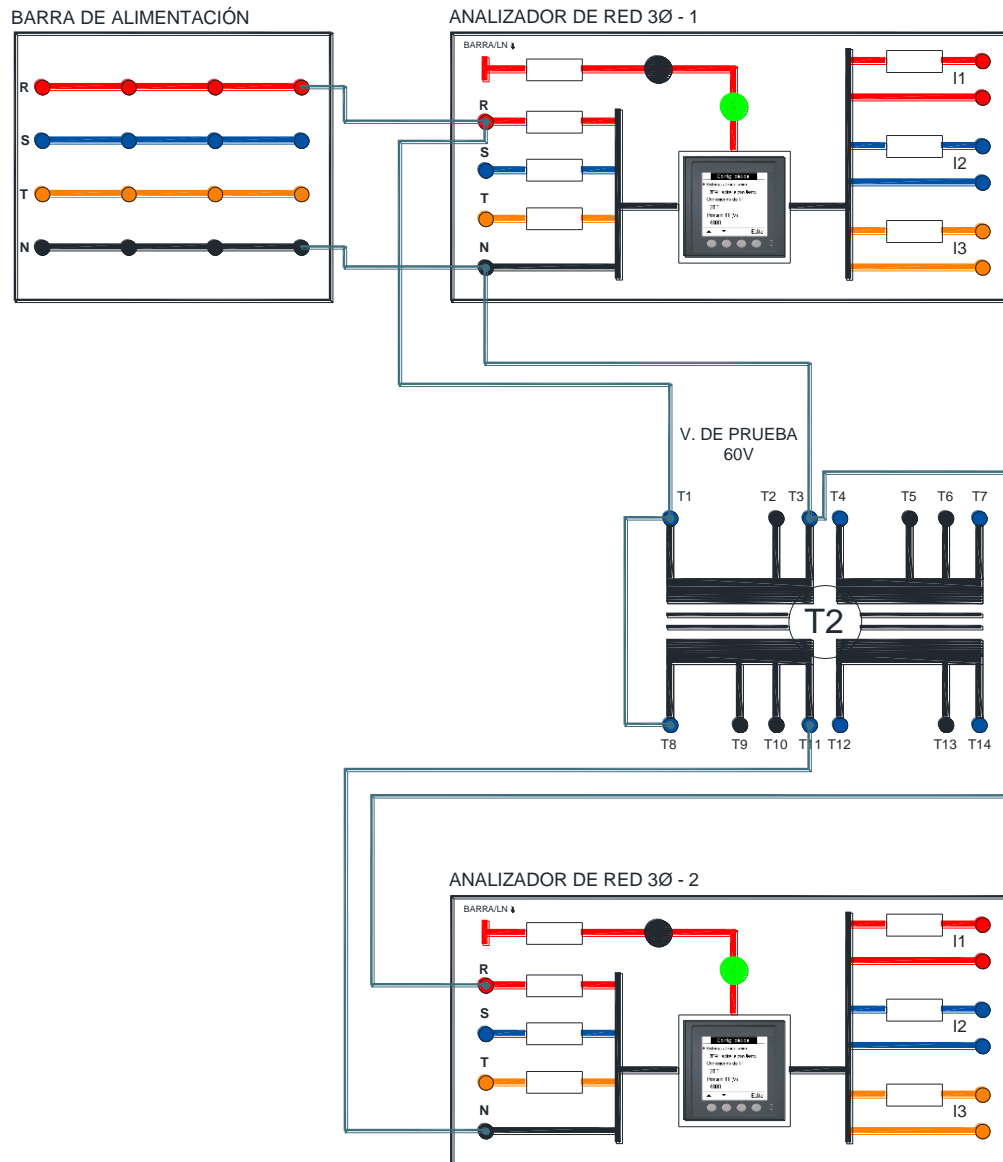 BARRA DE ALIMENTACIÓN
R
S
T
N
ANALIZADOR DE RED 3Ø - 1
BARRA/LN
R
S
T
N
I1
I2
I3
V. DE PRUEBA
60V
T1
T2
T3
T4
T5
T6
T7
T2
T8
T9
T10
T11
T12
T13
T14
ANALIZADOR DE RED 3Ø - 2
BARRA/LN
R
S
T
N
I1
I2
I3